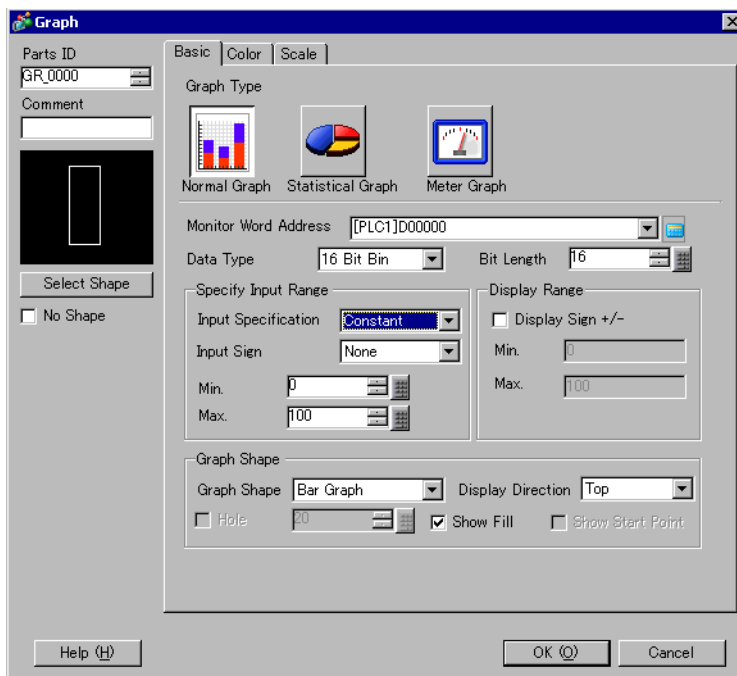 Graph
Parts ID
GR_0000
Comment
Select Shape
No Shape
Basic Color Scale
Graph Type
Normal Graph Statistical Graph Meter Graph
Monitor Word Address [PLC1]D00000
Data Type 16 Bit Bin Bit Length 16
Specify Input Range
Input Specification Constant
Input Sign None
Min. 0
Max. 100
Display Range
Display Sign +/-
Min. 0
Max. 100
Graph Shape
Graph Shape Bar Graph Display Direction Top
Hole 20 Show Fill Show Start Point
Help (H) OK (O) Cancel